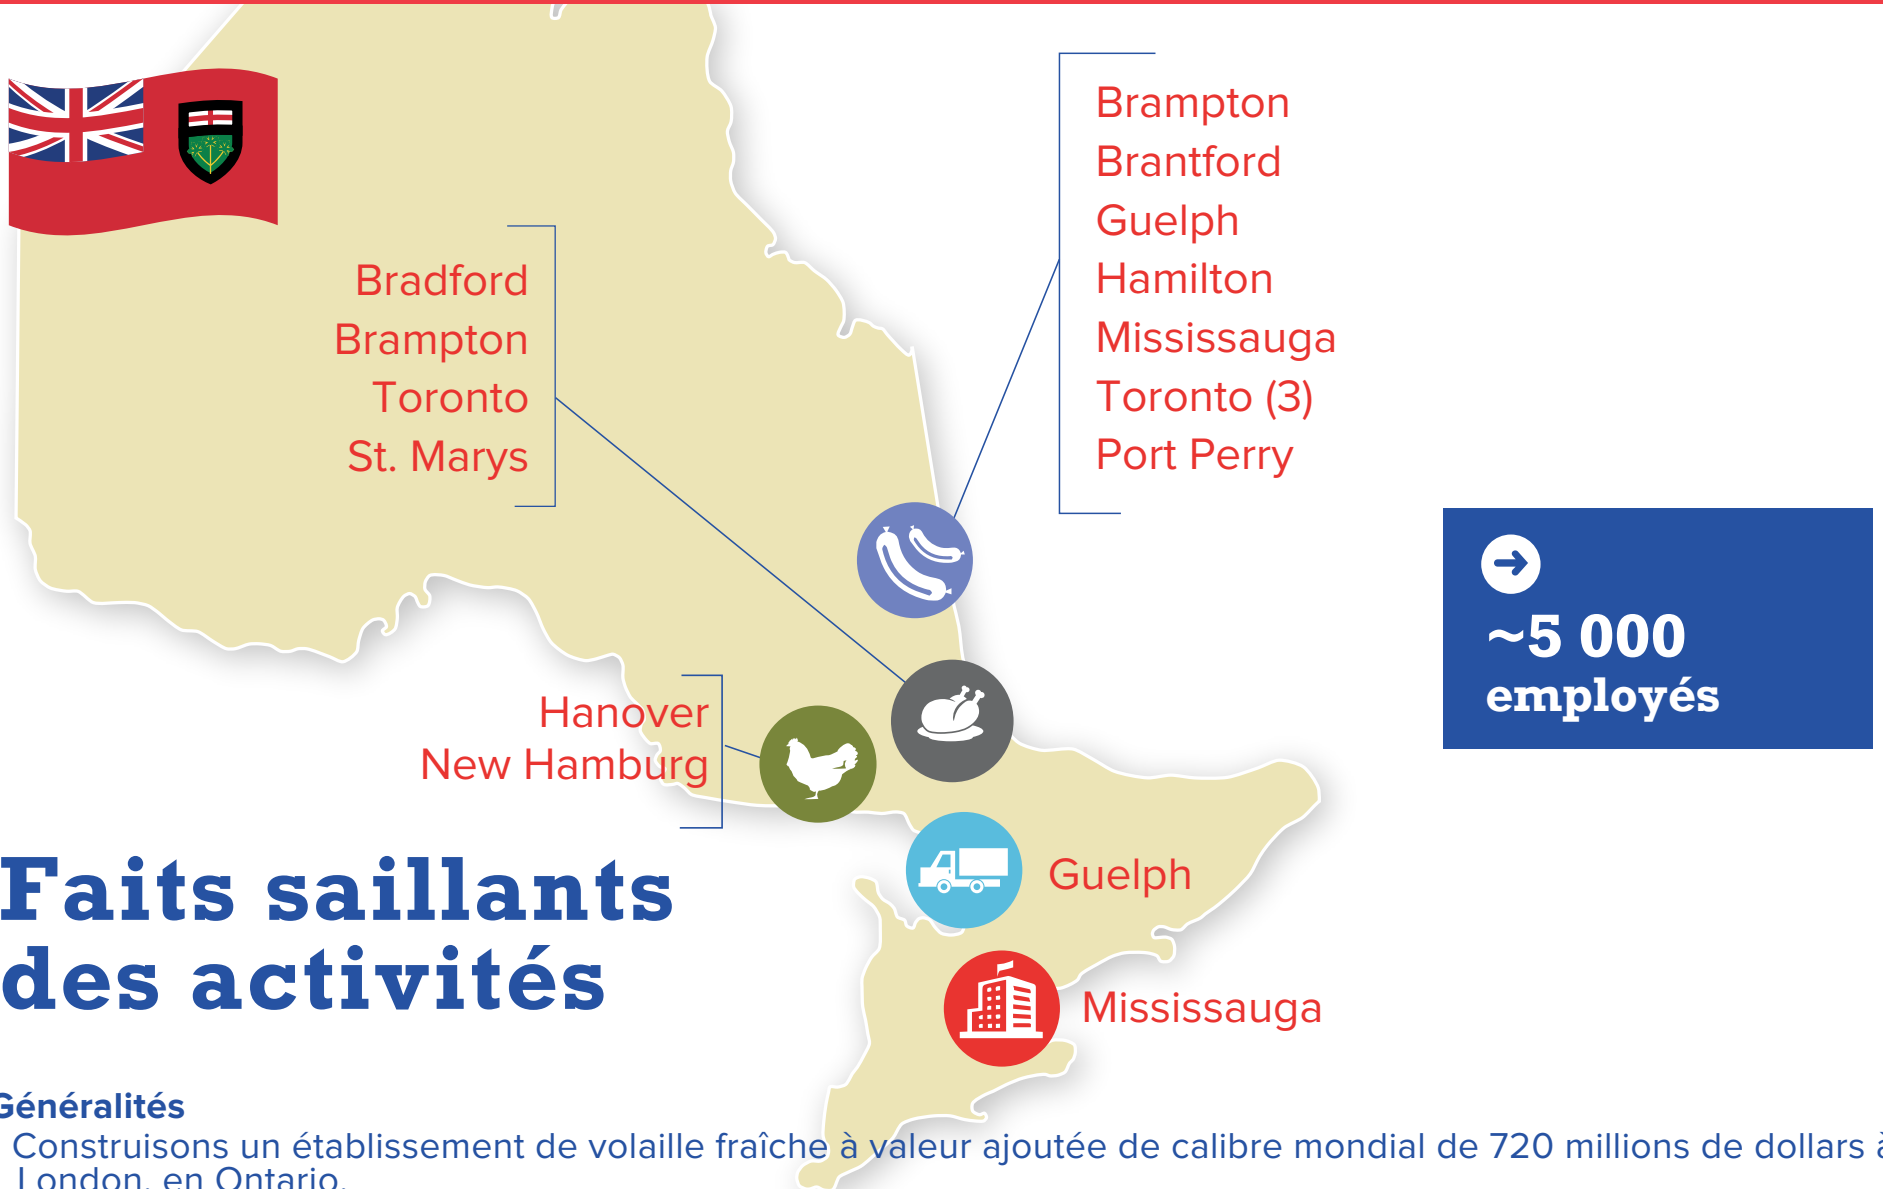 Brampton
Brantford
Guelph
Hamilton
Mississauga
Toronto (3)
Port Perry
Bradford
Brampton
Toronto
St. Marys
~5 000
employés
Hanover
New Hamburg
Guelph
Mississauga
Faits saillants
des activités
Généralités
Construisons un établissement de volaille fraîche à valeur ajoutée de calibre mondial de 720 millions de dollars à
London, en Ontario.